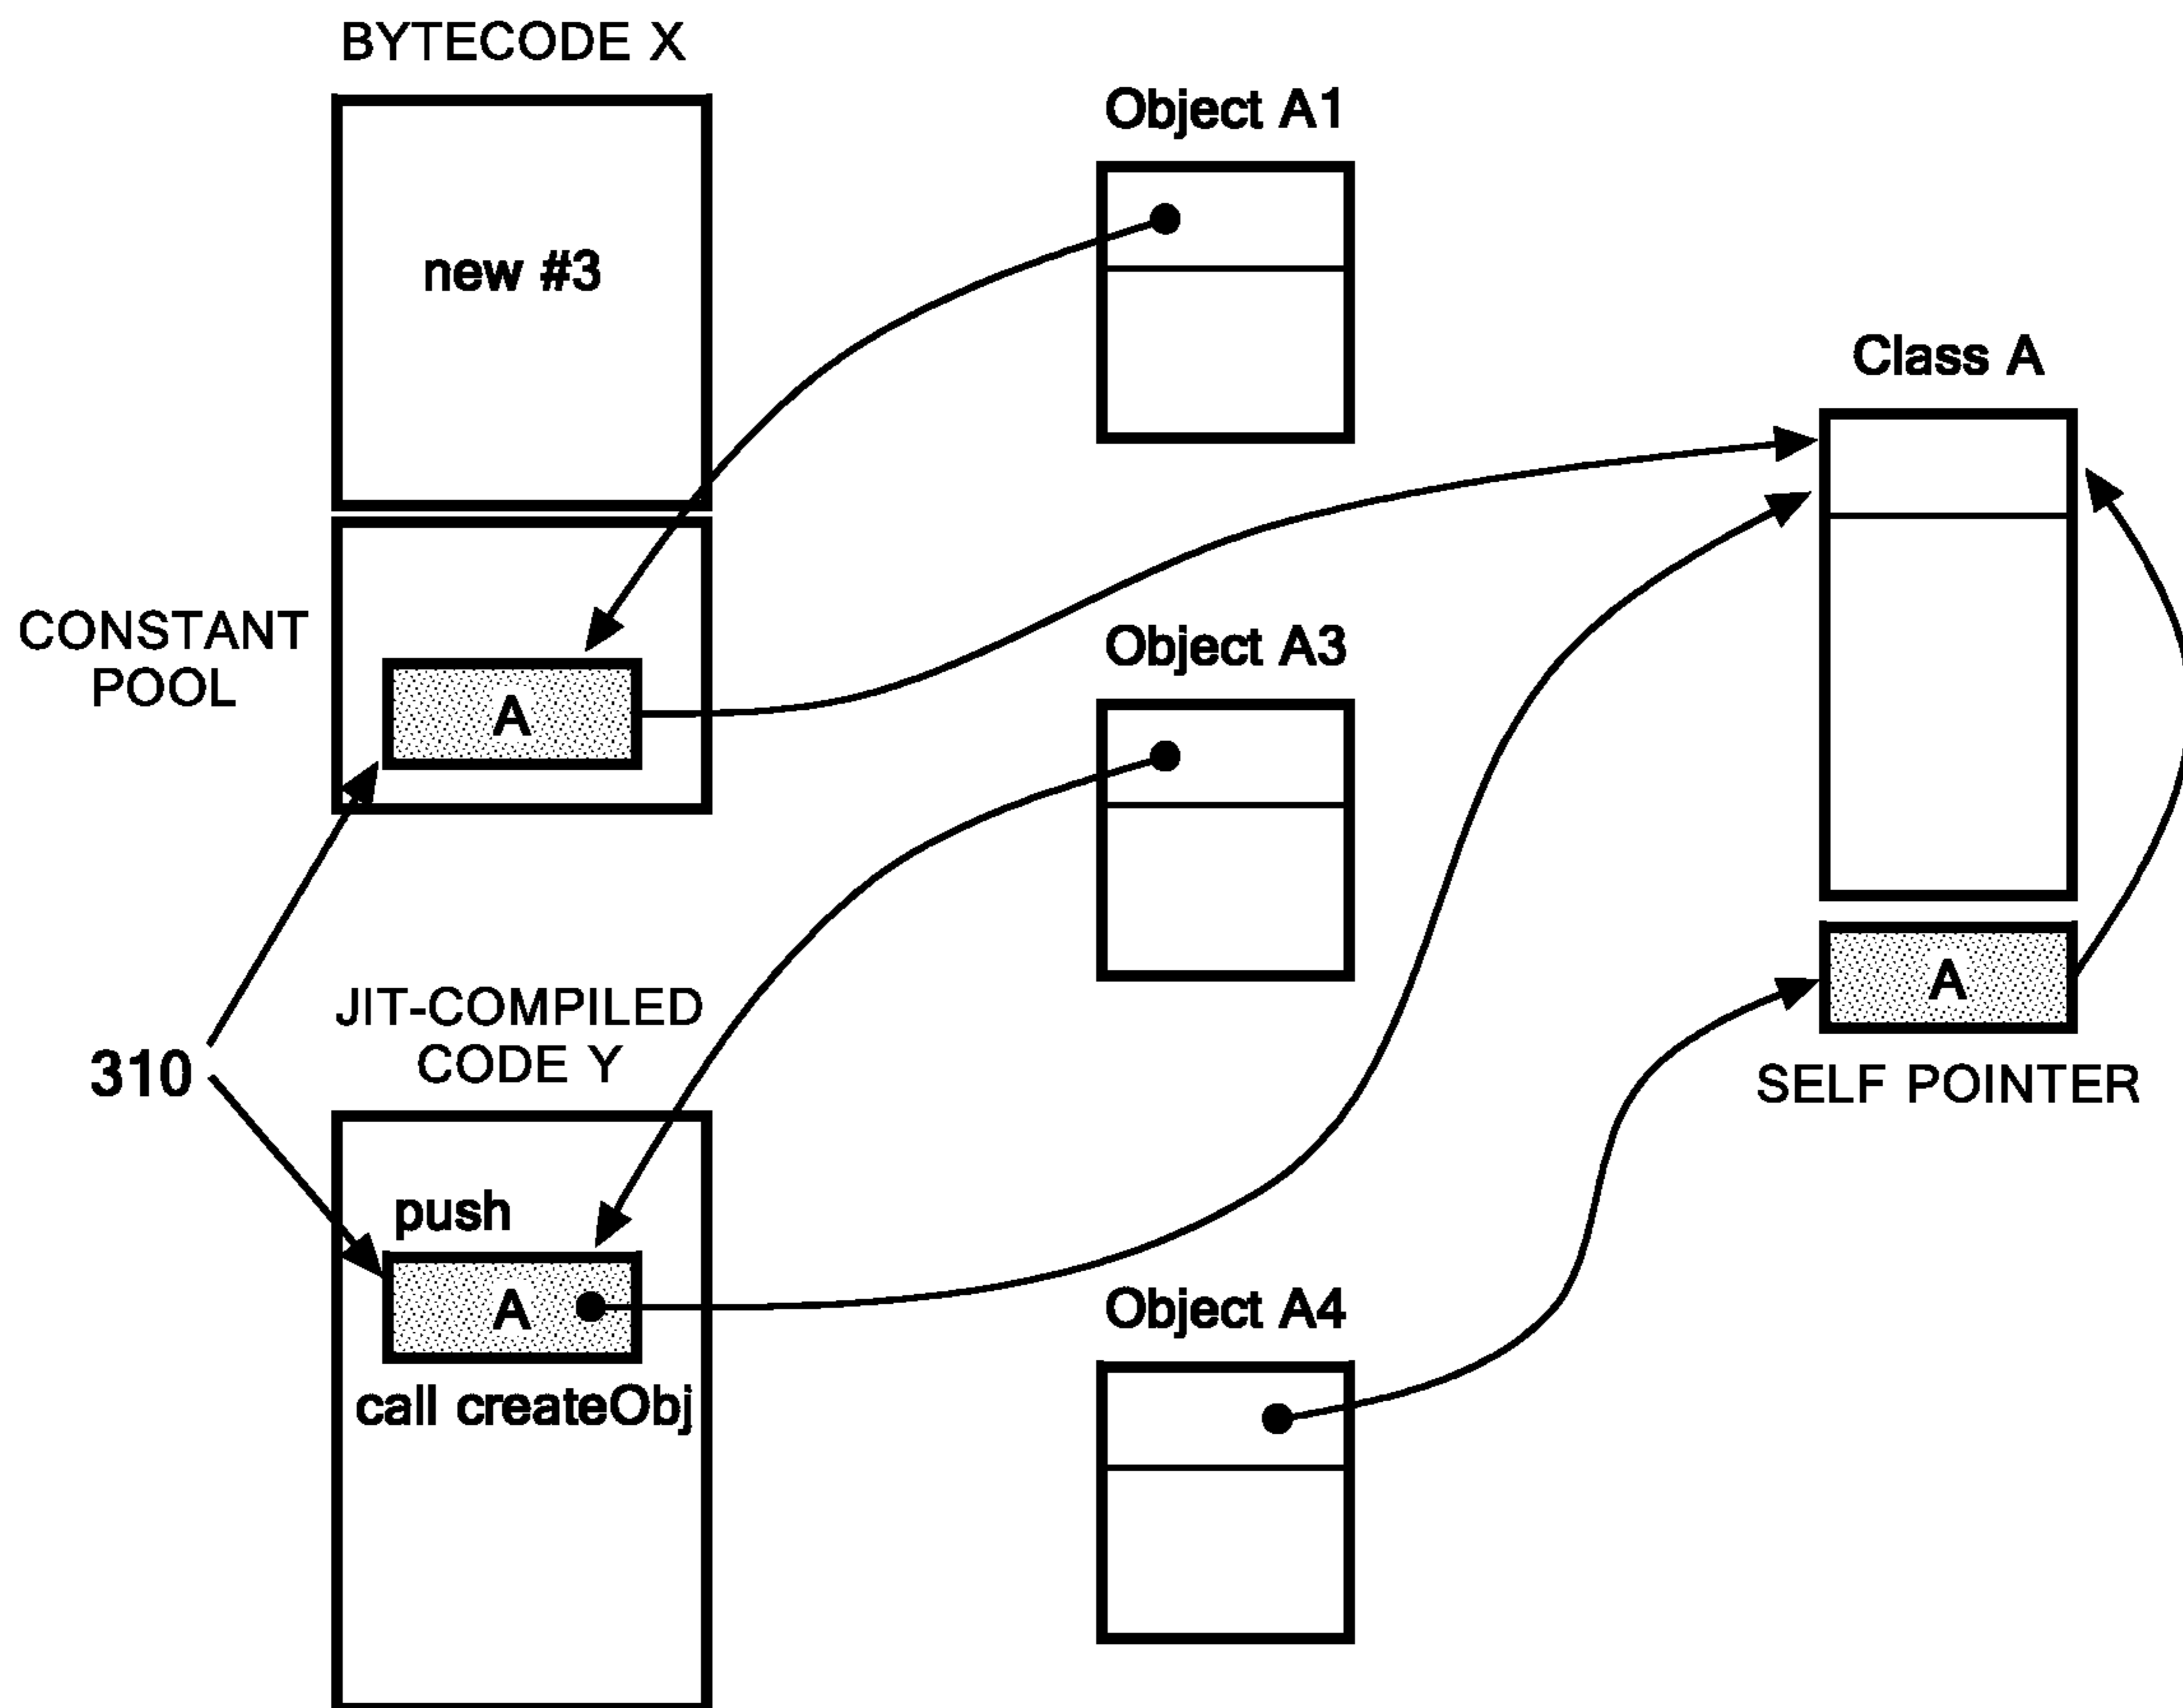 BYTECODE X
new #3
CONSTANT
POOL
A
310
JIT-COMPILED
CODE Y
push
A
call createObj
Object A1
Object A3
Object A4
Class A
A
SELF POINTER